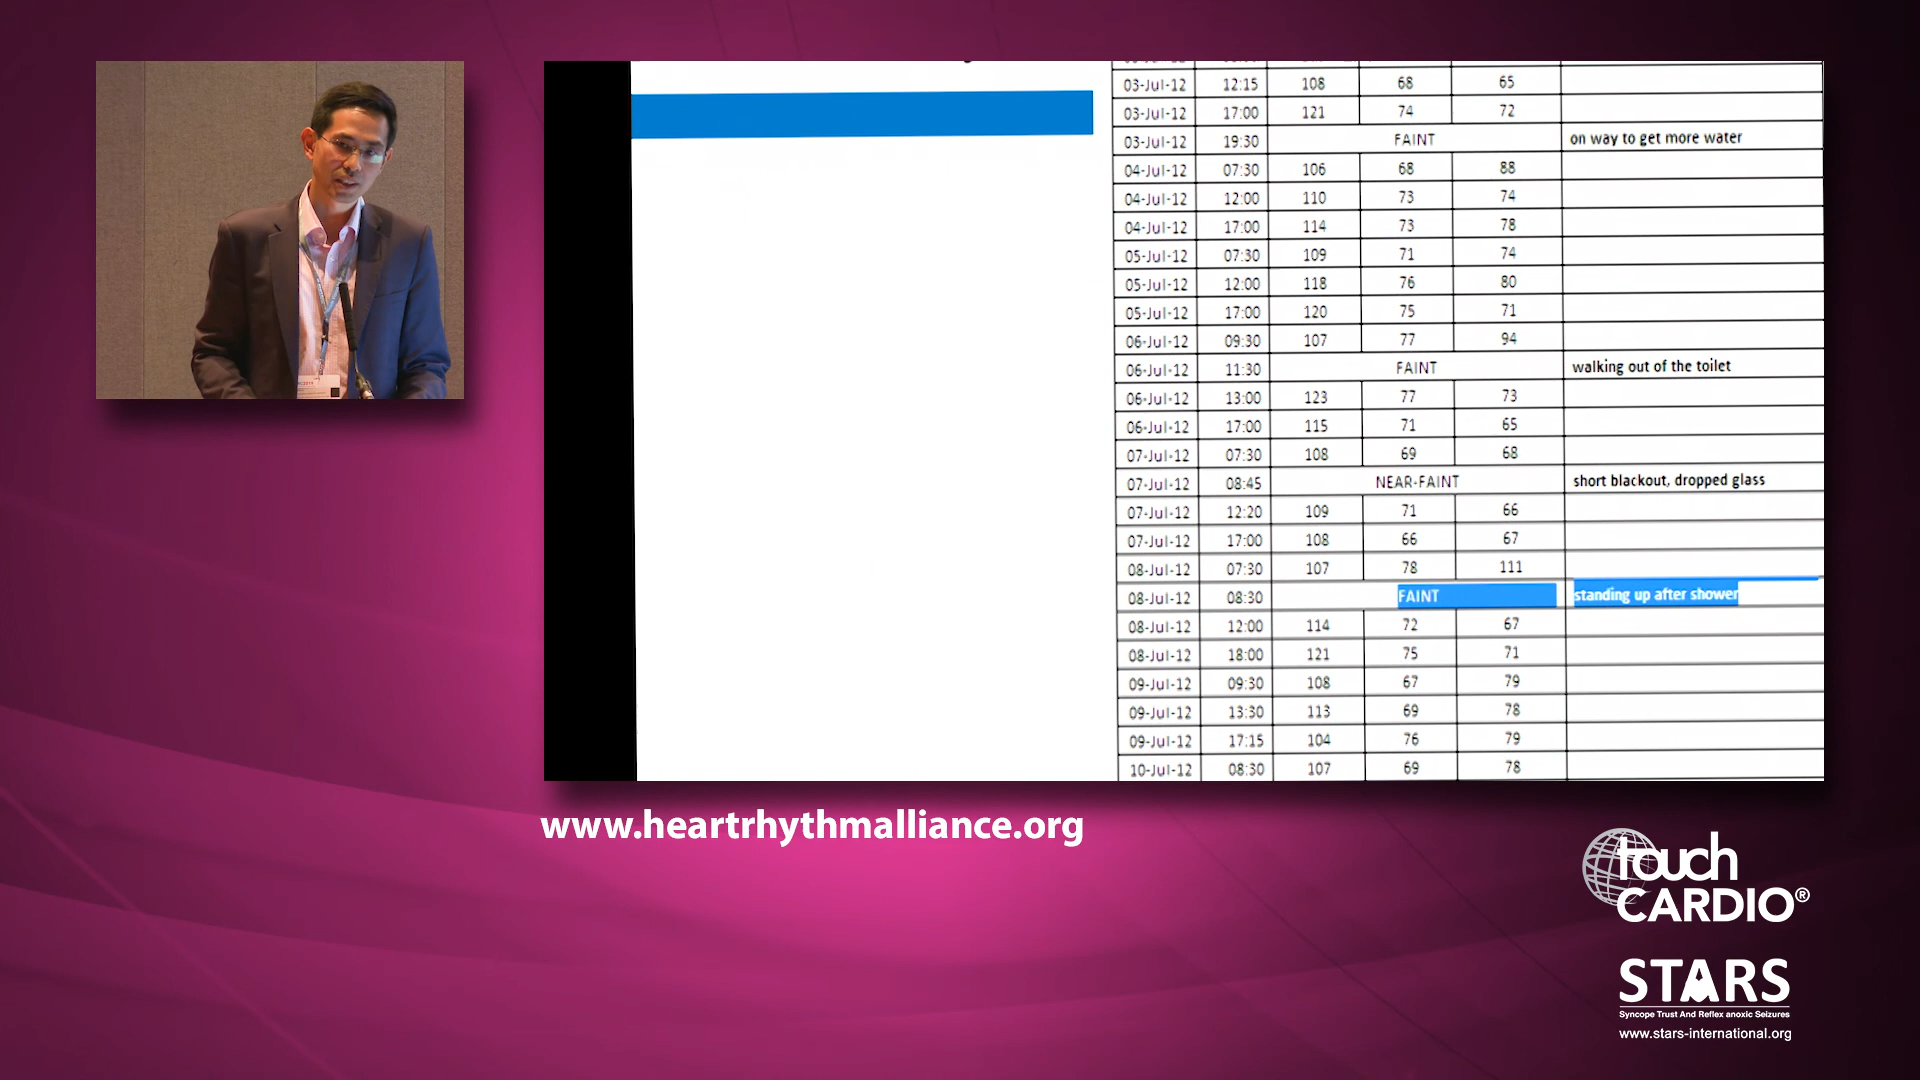 03-Jul-12 12:15 108 68 65
03-Jul-12 17:00 121 74 72
03-Jul-12 19:30 FAINT on way to get more water
04-Jul-12 07:30 106 68 88
04-Jul-12 12:00 110 73 74
04-Jul-12 17:00 114 73 78
05-Jul-12 07:30 109 71 74
05-Jul-12 12:00 118 76 80
05-Jul-12 17:00 120 75 71
06-Jul-12 09:30 107 77 94
06-Jul-12 11:30 FAINT walking out of the toilet
06-Jul-12 13:00 123 77 73
06-Jul-12 17:00 115 71 65
07-Jul-12 07:30 108 69 68
07-Jul-12 08:45 NEAR-FAINT short blackout, dropped glass
07-Jul-12 12:20 109 71 66
07-Jul-12 17:00 108 66 67
08-Jul-12 07:30 107 78 111
08-Jul-12 08:30 FAINT standing up after shower
08-Jul-12 12:00 114 72 67
08-Jul-12 18:00 121 75 71
09-Jul-12 09:30 108 67 79
09-Jul-12 13:30 113 69 78
09-Jul-12 17:15 104 76 79
10-Jul-12 08:30 107 69 78
www.heartrhythmalliance.org
touch
CARDIO®
STARS
Syncope Trust And Reflex anoxic Seizures
www.stars-international.org